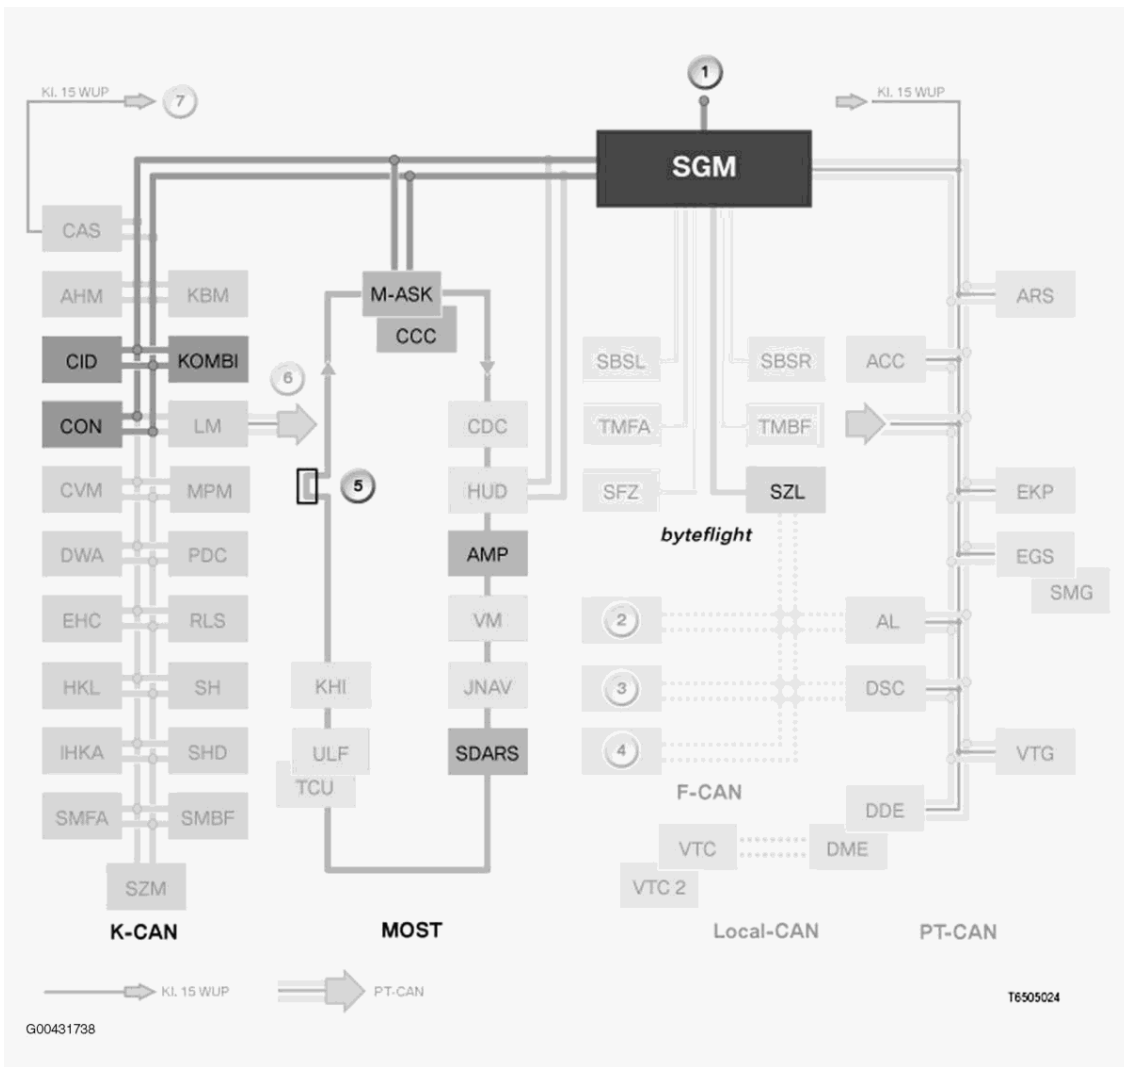 1
KI. 15 WUP
7
KI. 15 WUP
SGM
CAS
AHM
KBM
M-ASK
CCC
ARS
CID
KOMBI
6
SBSL
SBSR
ACC
CON
LM
CDC
TMFA
TMBF
CVM
MPM
5
HUD
SFZ
SZL
EKP
byteflight
DWA
PDC
AMP
EGS
SMG
EHC
RLS
VM
2
AL
HKL
SH
KHI
JNAV
3
DSC
IHKA
SHD
ULF
TCU
SDARS
4
VTG
F-CAN
SMFA
SMBF
DDE
VTC
DME
SZM
VTC 2
K-CAN
MOST
Local-CAN
PT-CAN
KI. 15 WUP
PT-CAN
T6505024
G00431738